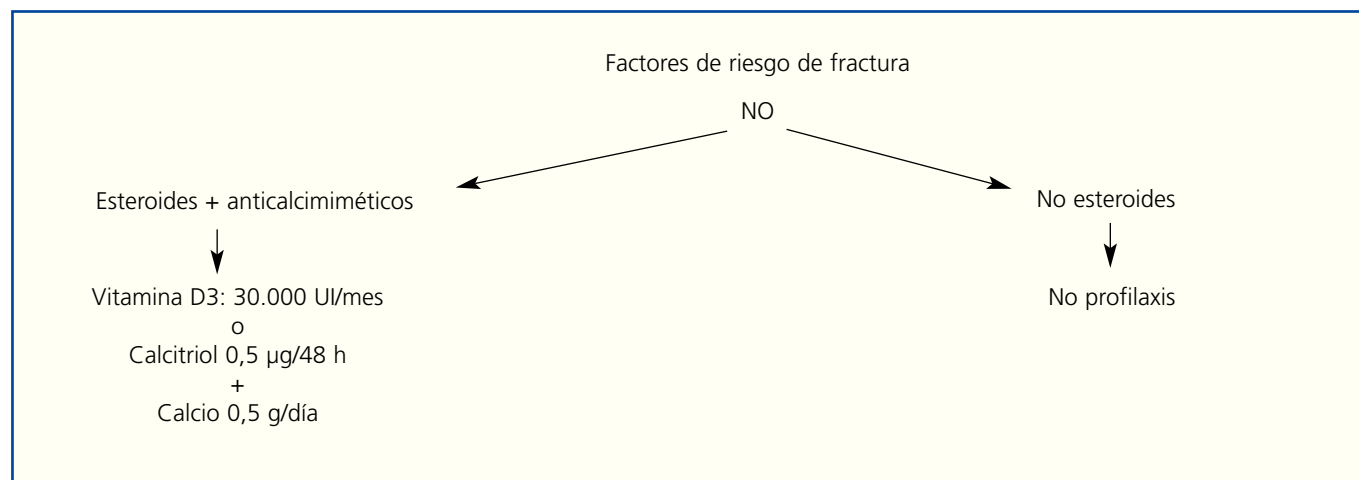 Factores de riesgo de fractura
NO
Esteroides + anticalcimiméticos
No esteroides
Vitamina D3: 30.000 UI/mes
o
Calcitriol 0,5 µg/48 h
+
Calcio 0,5 g/día
No profilaxis